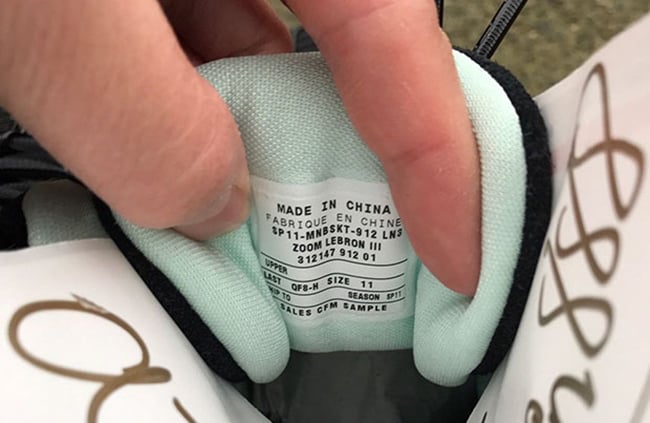 MADE IN CHINA
FABRIQUE EN CHINE
SP11-MNBSKT-912 LN3
ZOOM LEBRON III
312147 912 01
UPPER
LAST QF8-H SIZE 11
SHIP TO SEASON SP11
SALES CFM SAMPLE